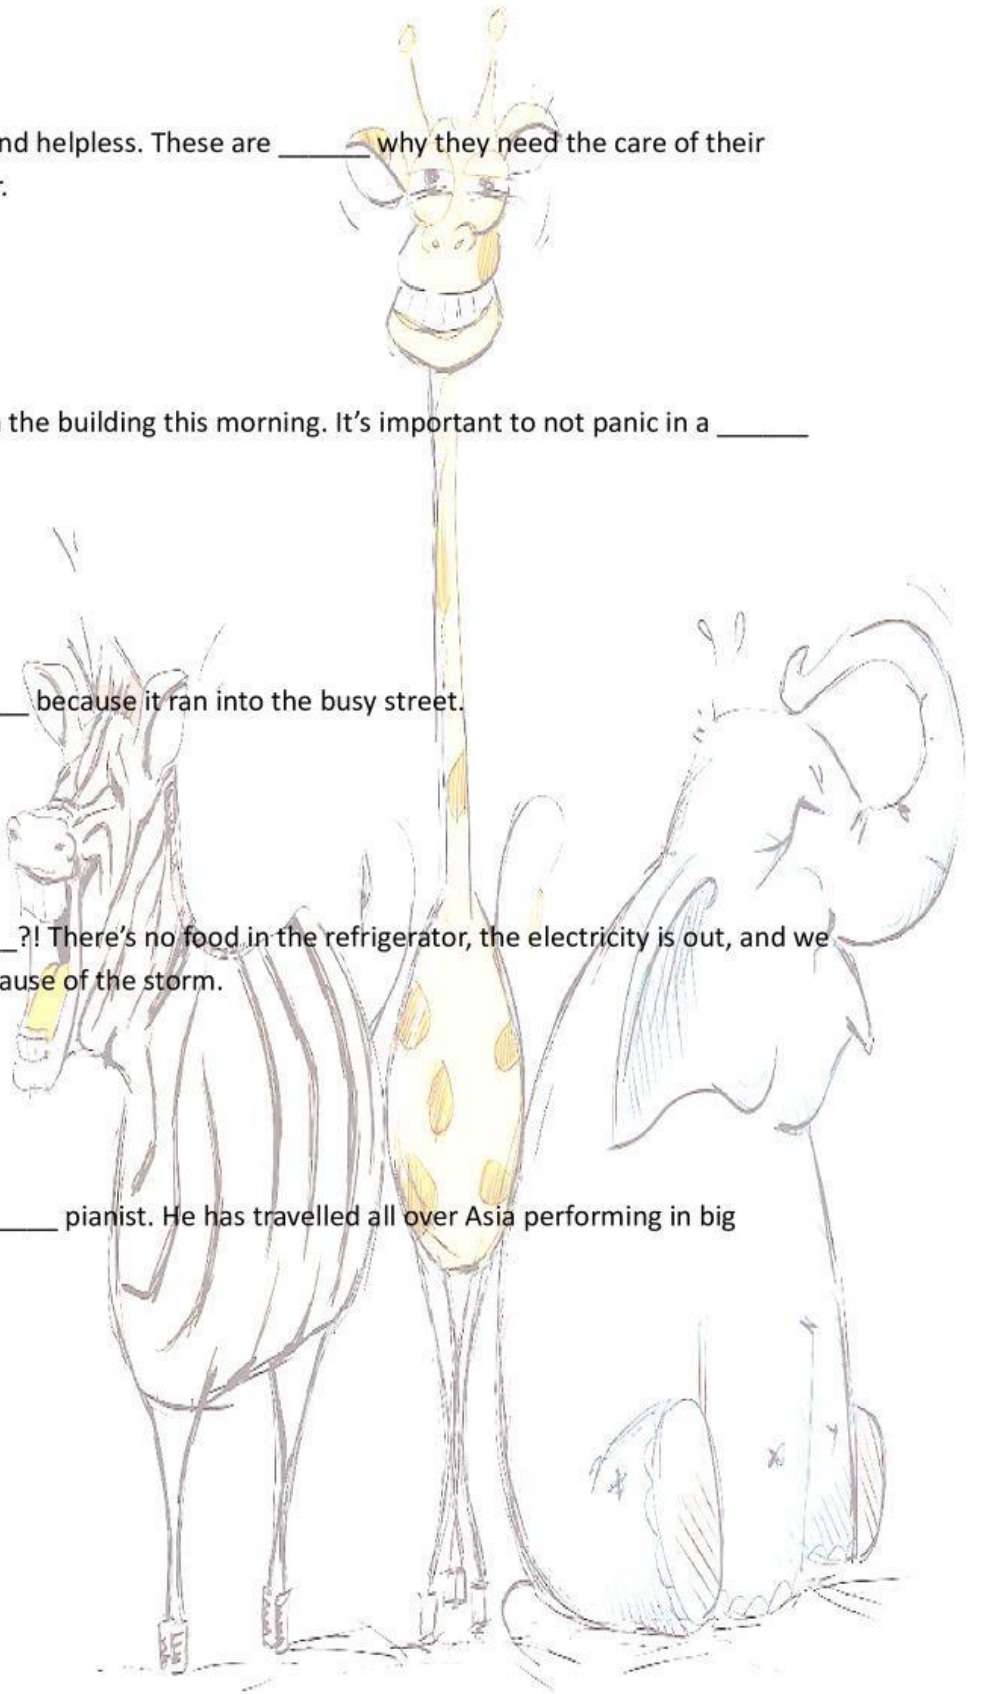 nd helpless. These are ______ why they need the care of their
r.
the building this morning. It’s important to not panic in a ______
__ because it ran into the busy street.
_?! There’s no food in the refrigerator, the electricity is out, and we
ause of the storm.
____ pianist. He has travelled all over Asia performing in big